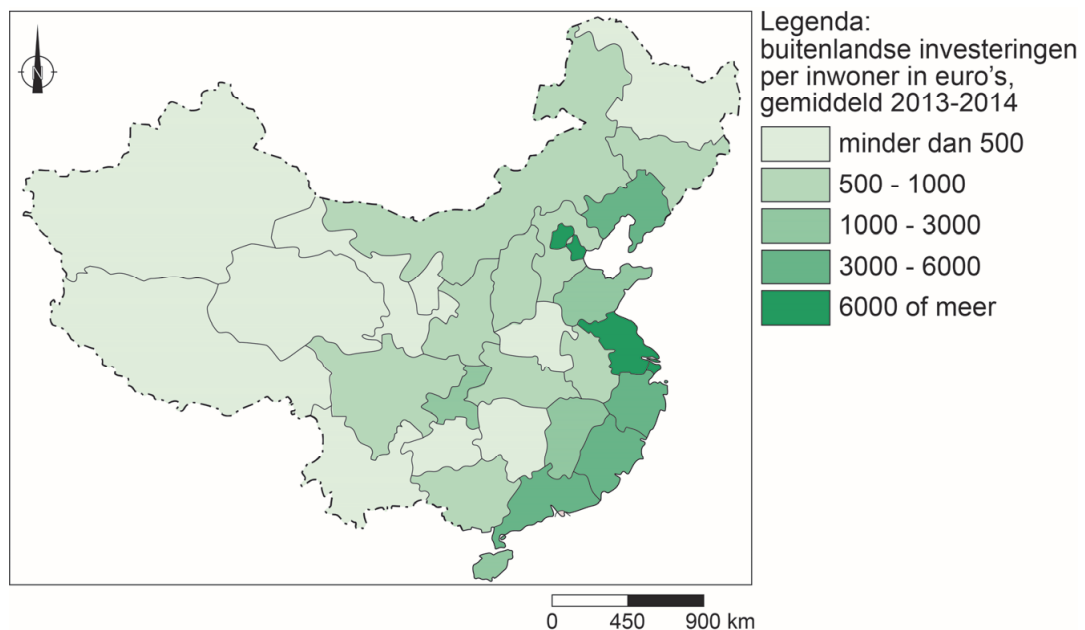 N
Legenda:
buitenlandse investeringen
per inwoner in euro's,
gemiddeld 2013-2014
minder dan 500
500 - 1000
1000 - 3000
3000 - 6000
6000 of meer
0 450 900 km